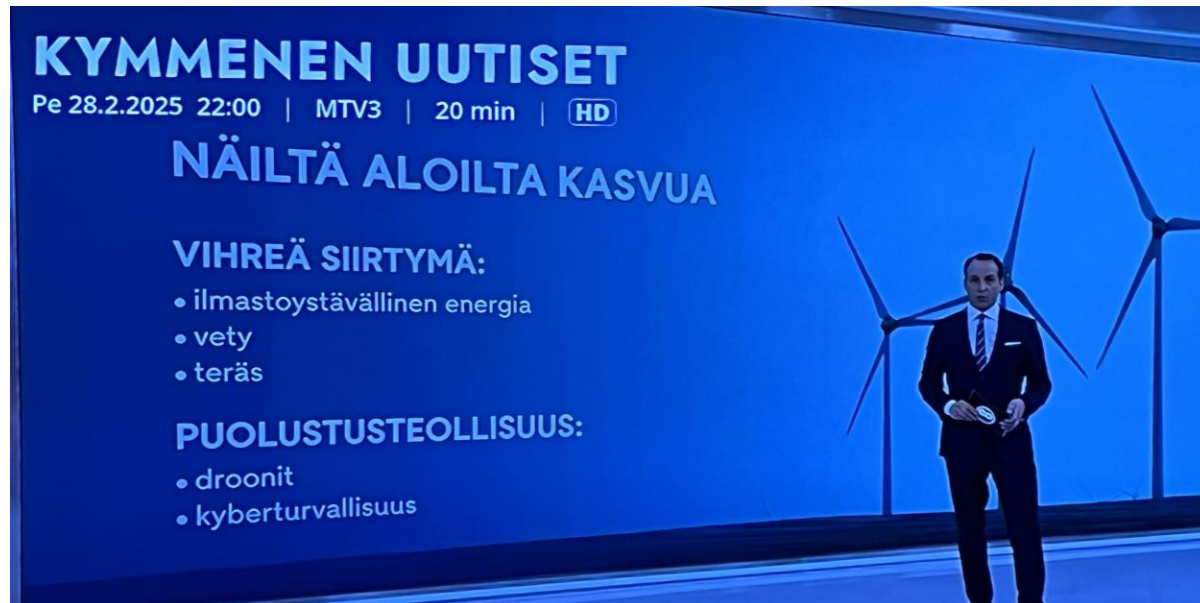 KYMMENEN UUTISET
Pe 28.2.2025 22:00 | MTV3 | 20 min | HD
NÄILTÄ ALOILTA KASVUA
VIHREÄ SIIRTYMÄ:
• ilmastoystävällinen energia
• vety
• teräs
PUOLUSTUSTEOLLISUUS:
• droonit
• kyberturvallisuus